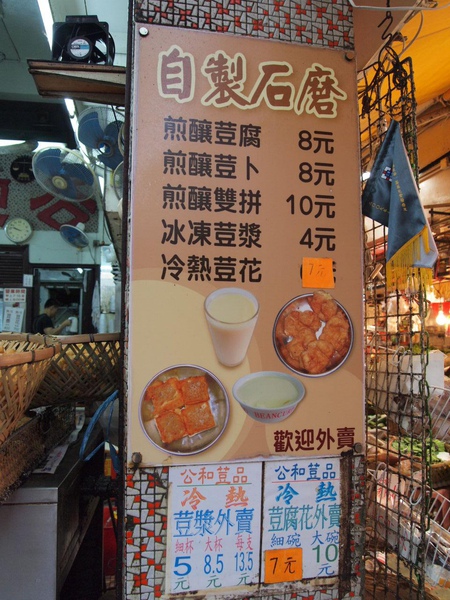 自製石磨
煎釀荳腐 8元
煎釀荳卜 8元
煎釀雙拼 10元
冰凍荳漿 4元
冷熱荳花 7元
歡迎外賣
公和荳品
冷熱
荳漿外賣
細杯 大杯 每支
5元 8.5元 13.5元
公和荳品
冷熱
荳腐花外賣
細碗 大碗
7元 10元